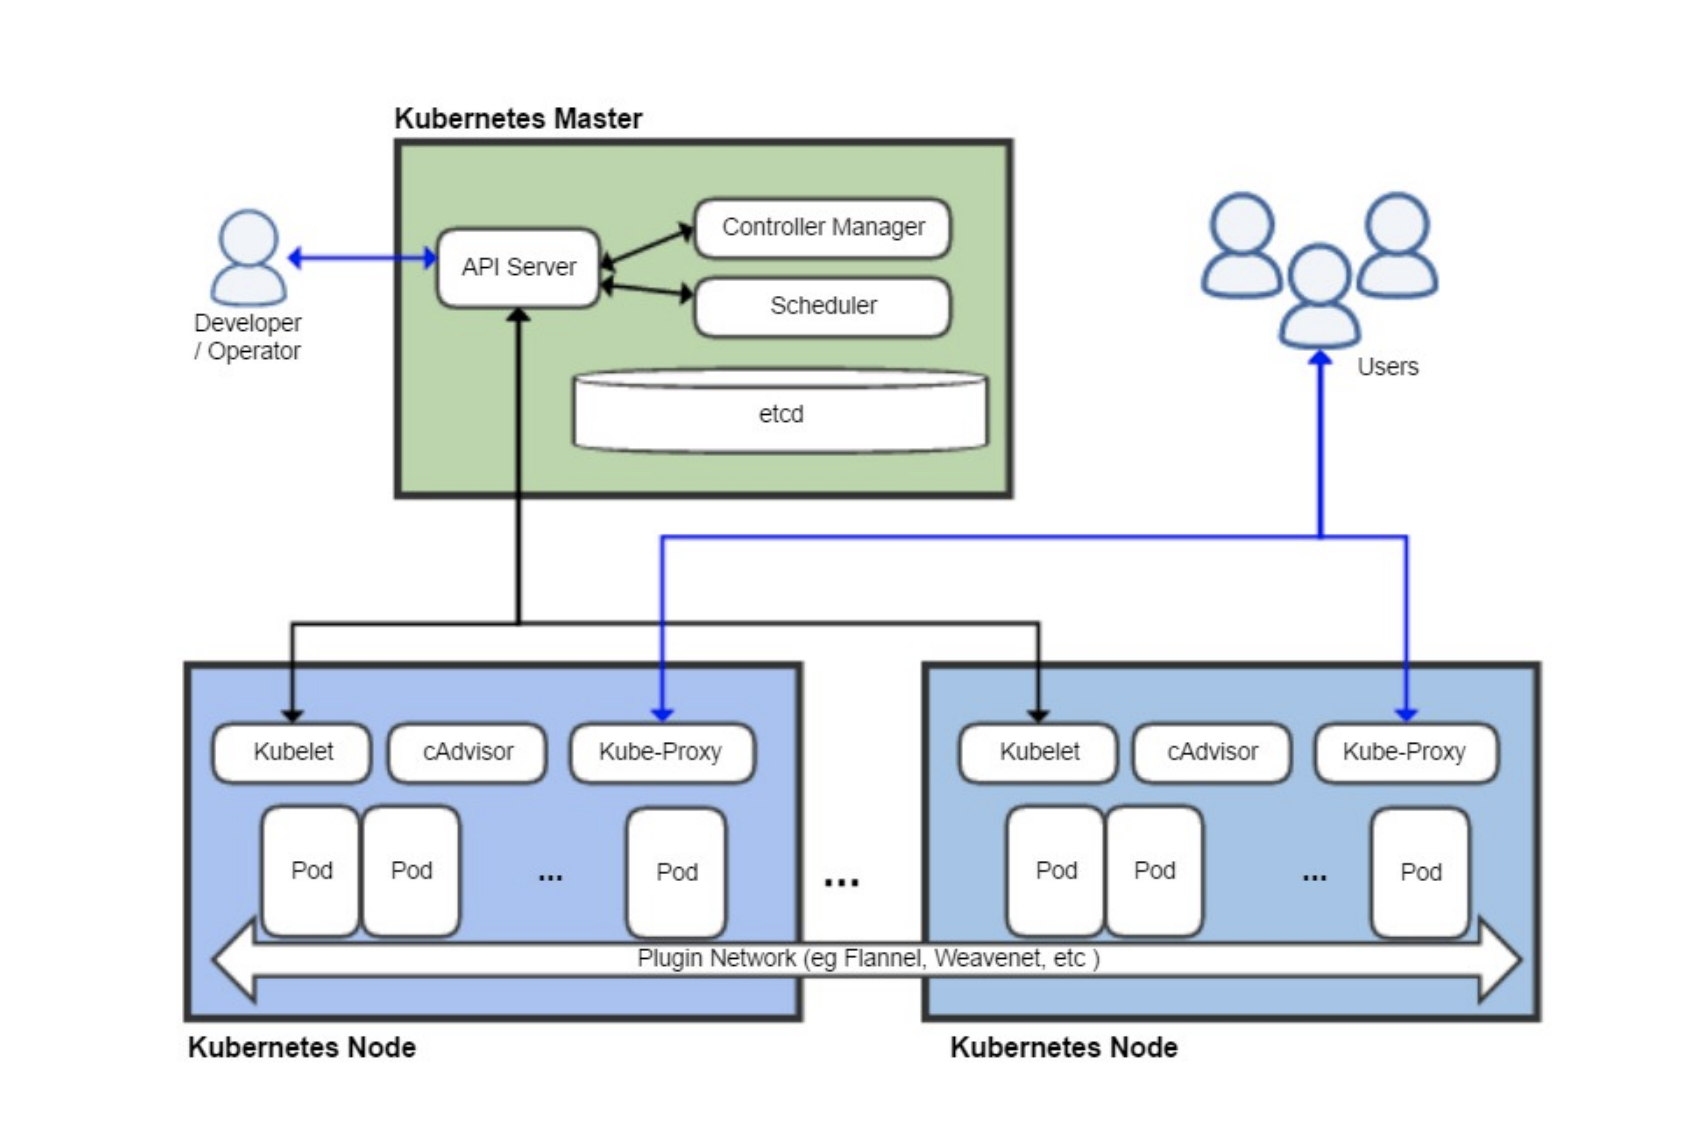 Kubernetes Master
Controller Manager
API Server
Scheduler
Developer
/ Operator
Users
etcd
Kubelet
cAdvisor
Kube-Proxy
Kubelet
cAdvisor
Kube-Proxy
Pod
Pod
...
Pod
...
Pod
Pod
...
Pod
Plugin Network (eg Flannel, Weavenet, etc )
Kubernetes Node
Kubernetes Node